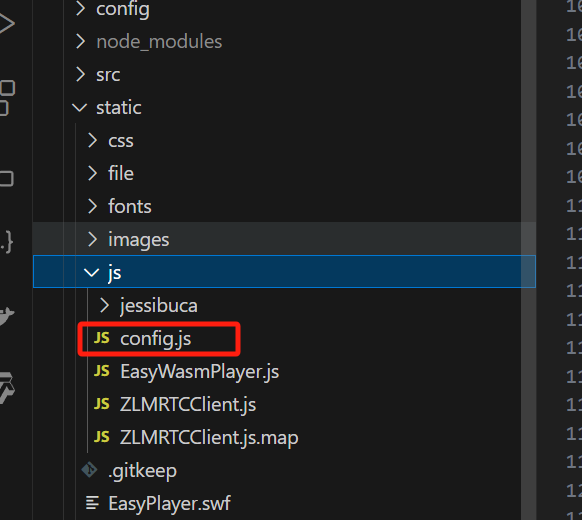 config
node_modules
src
static
css
file
fonts
images
js
jessibuca
JS config.js
JS EasyWasmPlayer.js
JS ZLMRTCClient.js
JS ZLMRTCClient.js.map
.gitkeep
EasyPlayer.swf